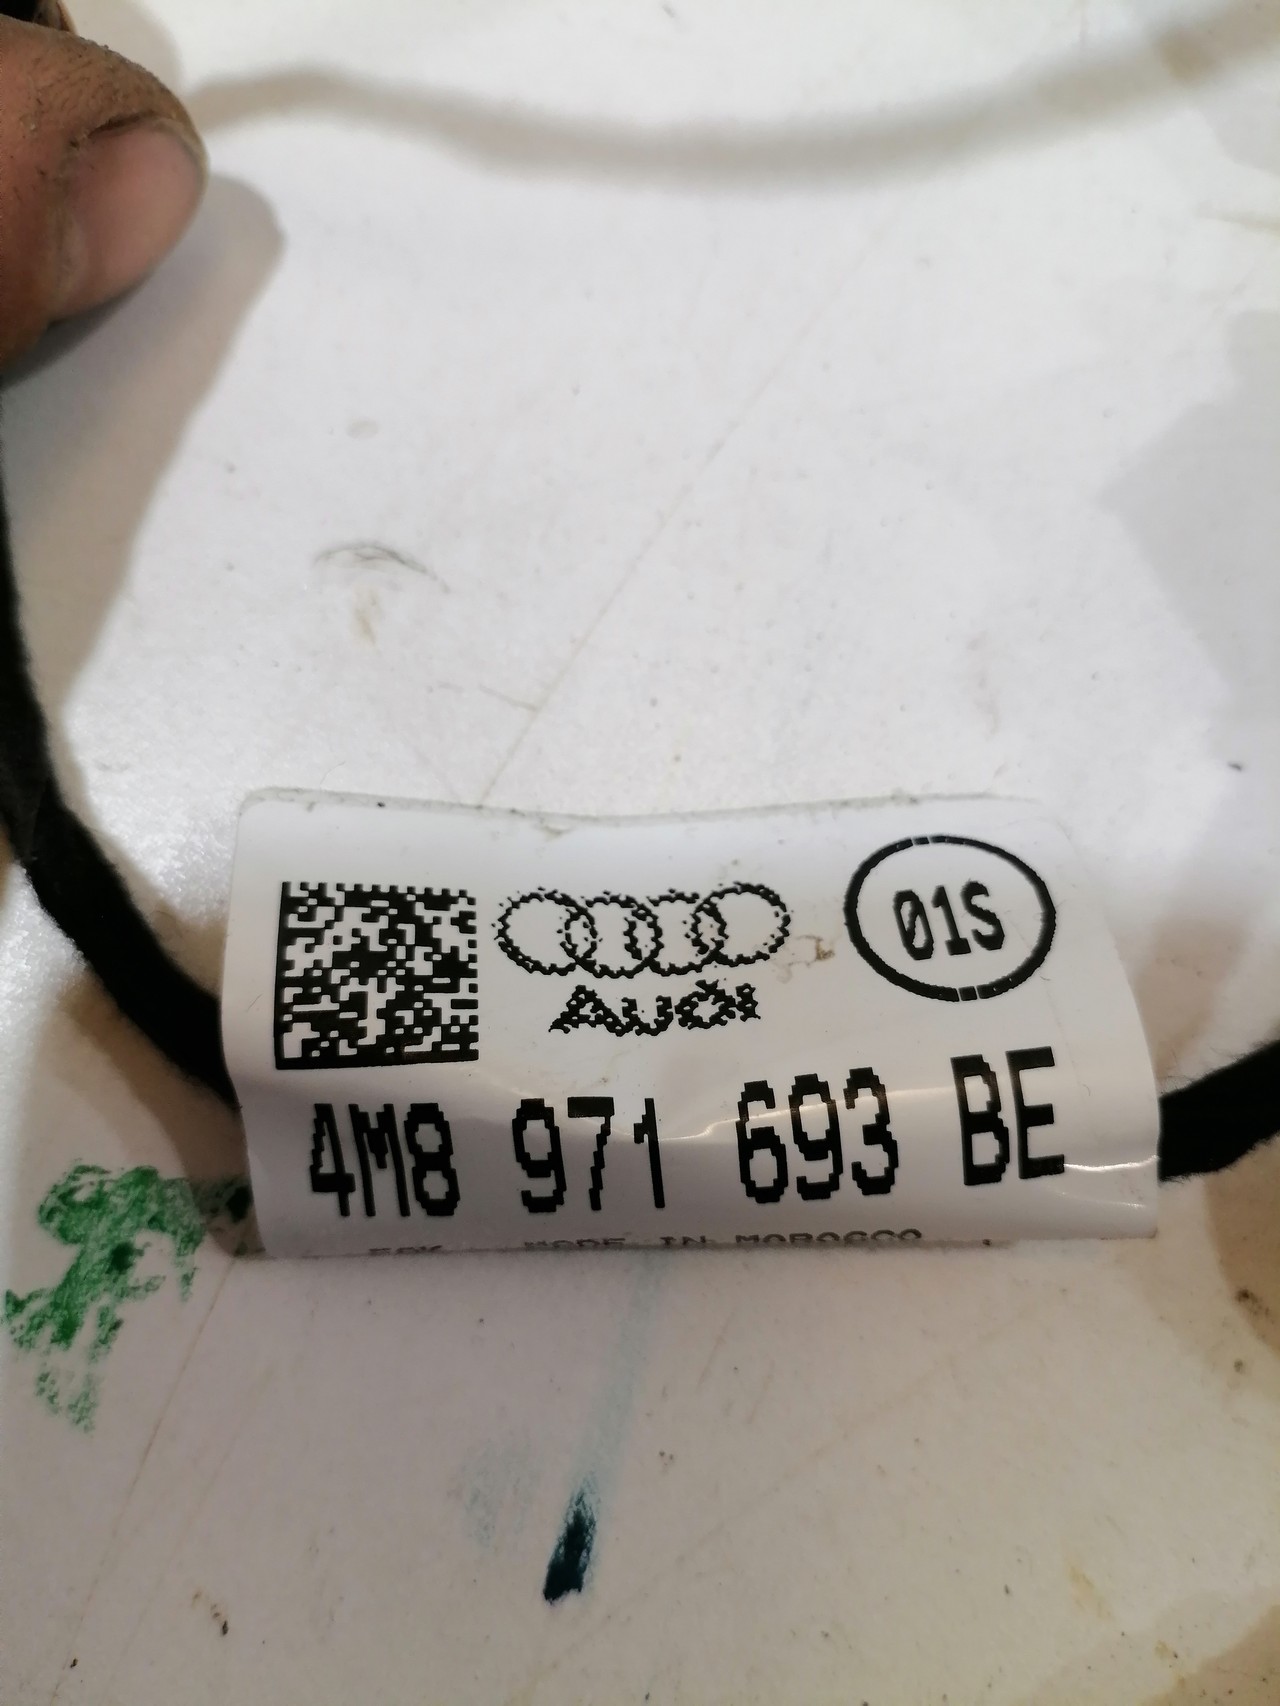 01S
AUDI
4M8 971 693 BE
MADE IN MOROCCO